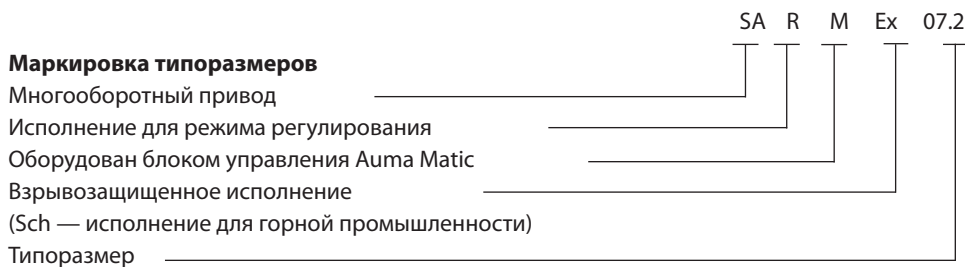 SA R M Ex 07.2
Маркировка типоразмеров
Многооборотный привод
Исполнение для режима регулирования
Оборудован блоком управления Auma Matic
Взрывозащищенное исполнение
(Sch — исполнение для горной промышленности)
Типоразмер